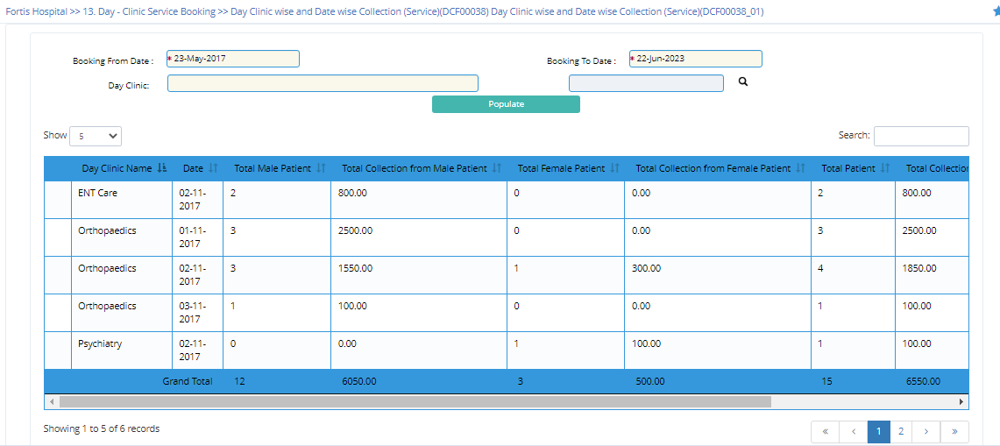 Fortis Hospital >> 13. Day - Clinic Service Booking >> Day Clinic wise and Date wise Collection (Service)(DCF00038) Day Clinic wise and Date wise Collection (Service)(DCF00038_01)
Booking From Date : * 23-May-2017 Booking To Date : * 22-Jun-2023
Day Clinic:
Populate
Show 5 Search:
Day Clinic Name Date Total Male Patient Total Collection from Male Patient Total Female Patient Total Collection from Female Patient Total Patient Total Collection
ENT Care 02-11-2017 2 800.00 0 0.00 2 800.00
Orthopaedics 01-11-2017 3 2500.00 0 0.00 3 2500.00
Orthopaedics 02-11-2017 3 1550.00 1 300.00 4 1850.00
Orthopaedics 03-11-2017 1 100.00 0 0.00 1 100.00
Psychiatry 02-11-2017 0 0.00 1 100.00 1 100.00
Grand Total 12 6050.00 3 500.00 15 6550.00
Showing 1 to 5 of 6 records « ‹ 1 2 › »